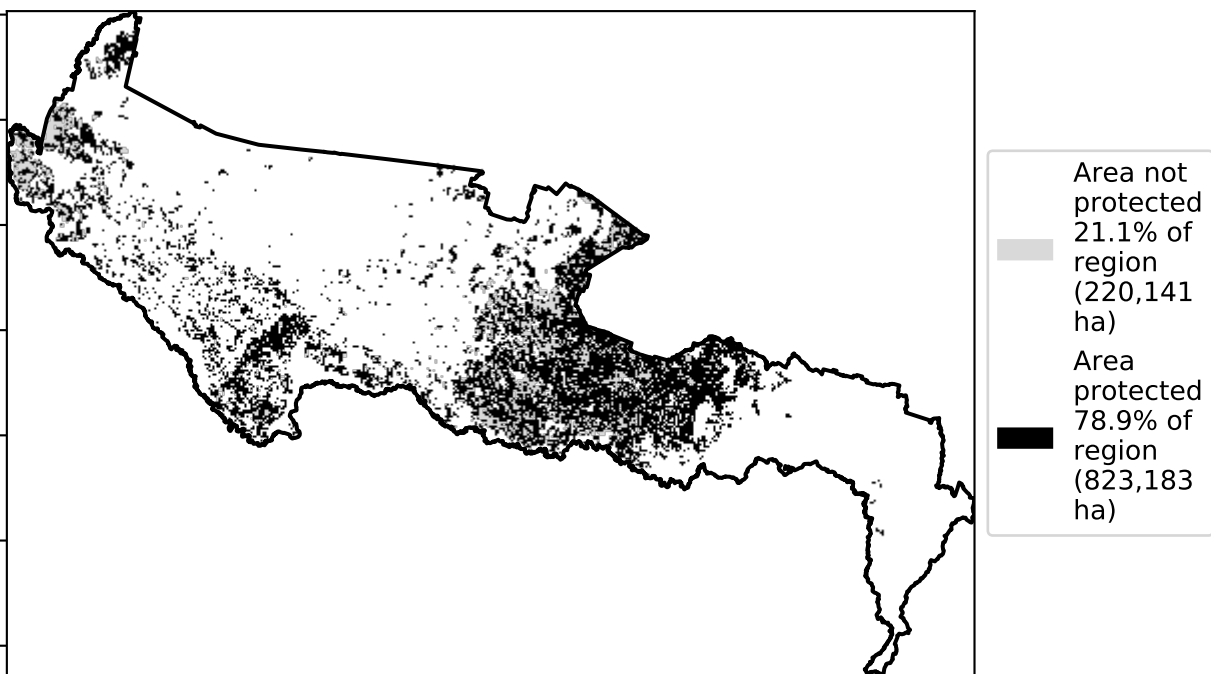 Area not
protected
21.1% of
region
(220,141
ha)
Area
protected
78.9% of
region
(823,183
ha)